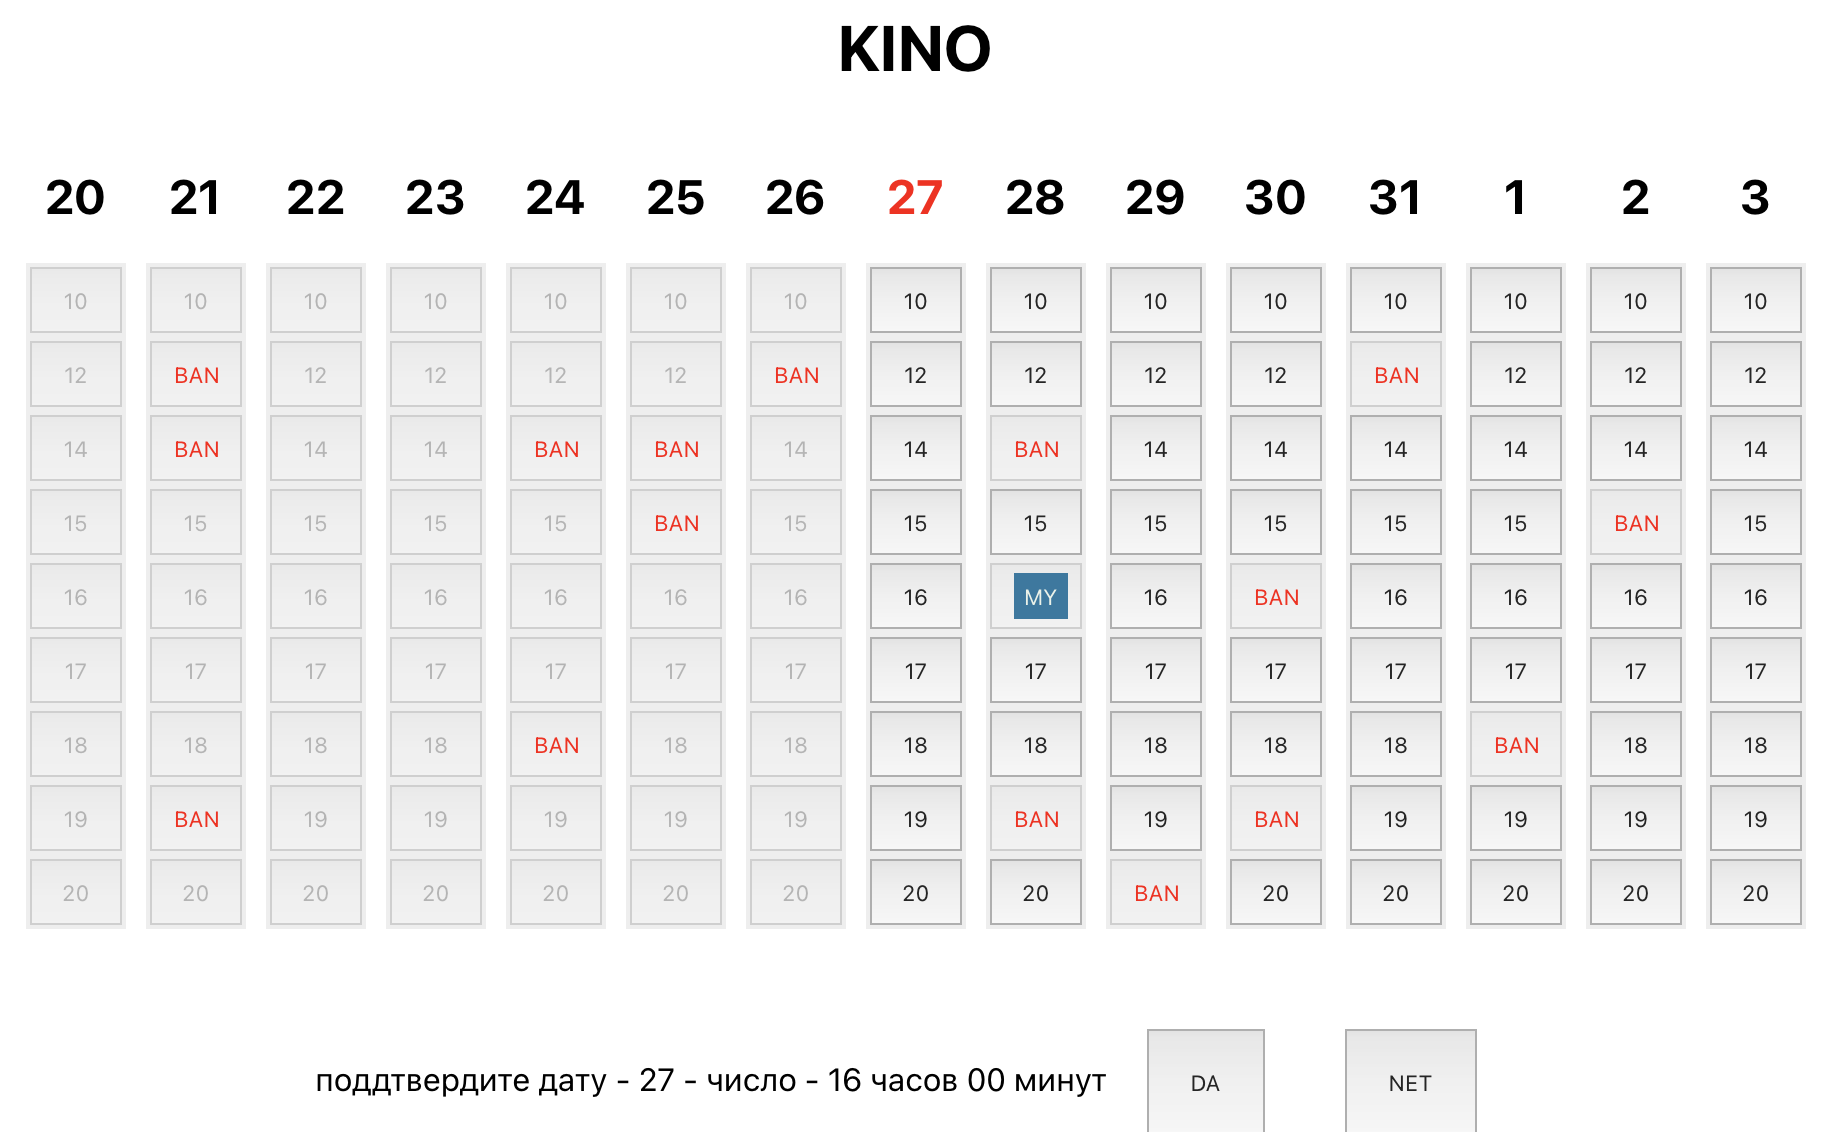 KINO
20 21 22 23 24 25 26 27 28 29 30 31 1 2 3
10 10 10 10 10 10 10 10 10 10 10 10 10 10 10
12 BAN 12 12 12 12 BAN 12 12 12 12 BAN 12 12 12
14 BAN 14 14 BAN BAN 14 14 BAN 14 14 14 14 14 14
15 15 15 15 15 BAN 15 15 15 15 15 15 15 BAN 15
16 16 16 16 16 16 16 16 MY 16 BAN 16 16 16 16
17 17 17 17 17 17 17 17 17 17 17 17 17 17 17
18 18 18 18 BAN 18 18 18 18 18 18 18 BAN 18 18
19 BAN 19 19 19 19 19 19 BAN 19 BAN 19 19 19 19
20 20 20 20 20 20 20 20 20 BAN 20 20 20 20 20
поддтвердите дату - 27 - число - 16 часов 00 минут DA NET